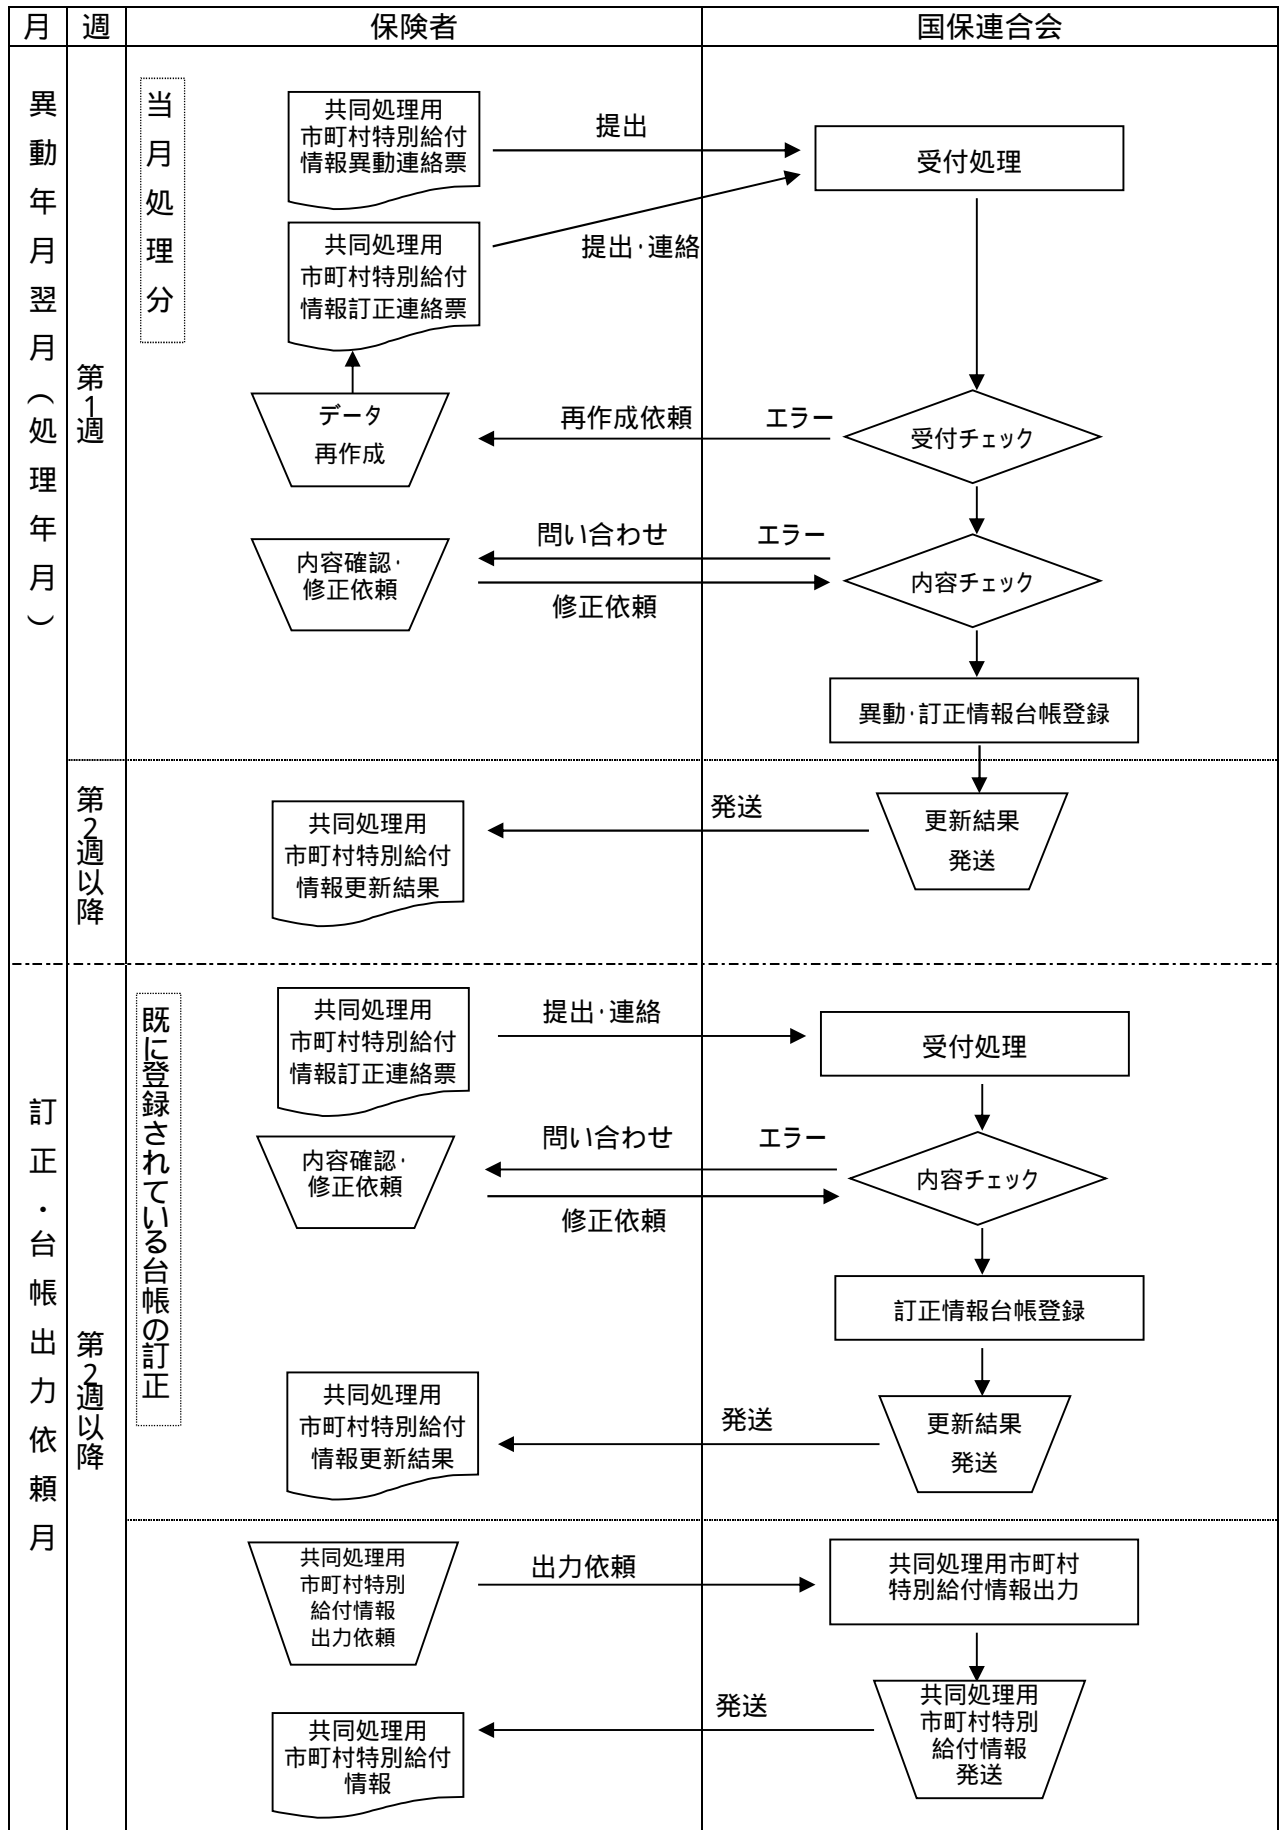 月
週
保険者
国保連合会
異動年月翌月（処理年月）
第1週
当月処理分
共同処理用
市町村特別給付
情報異動連絡票
提出
受付処理
共同処理用
市町村特別給付
情報訂正連絡票
提出・連絡
データ
再作成
再作成依頼
エラー
受付チェック
内容確認・
修正依頼
問い合わせ
エラー
修正依頼
内容チェック
異動・訂正情報台帳登録
第2週以降
共同処理用
市町村特別給付
情報更新結果
発送
更新結果
発送
訂正・台帳出力依頼月
第2週以降
既に登録されている台帳の訂正
共同処理用
市町村特別給付
情報訂正連絡票
提出・連絡
受付処理
内容確認・
修正依頼
問い合わせ
エラー
修正依頼
内容チェック
訂正情報台帳登録
共同処理用
市町村特別給付
情報更新結果
発送
更新結果
発送
共同処理用
市町村特別
給付情報
出力依頼
出力依頼
共同処理用市町村
特別給付情報出力
共同処理用
市町村特別給付
情報
発送
共同処理用
市町村特別
給付情報
発送